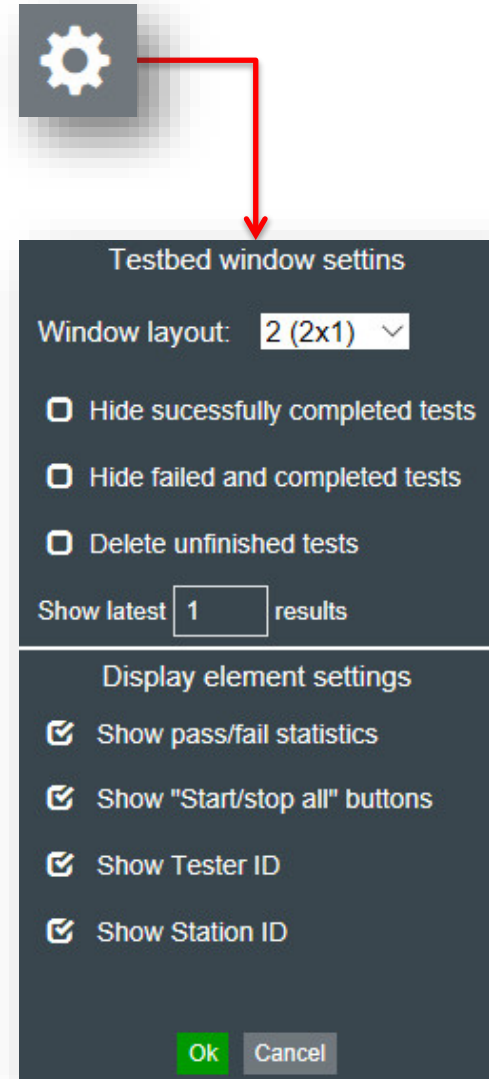 Testbed window settins
Window layout: 2 (2x1)
Hide sucessfully completed tests
Hide failed and completed tests
Delete unfinished tests
Show latest 1 results
Display element settings
Show pass/fail statistics
Show "Start/stop all" buttons
Show Tester ID
Show Station ID
Ok Cancel